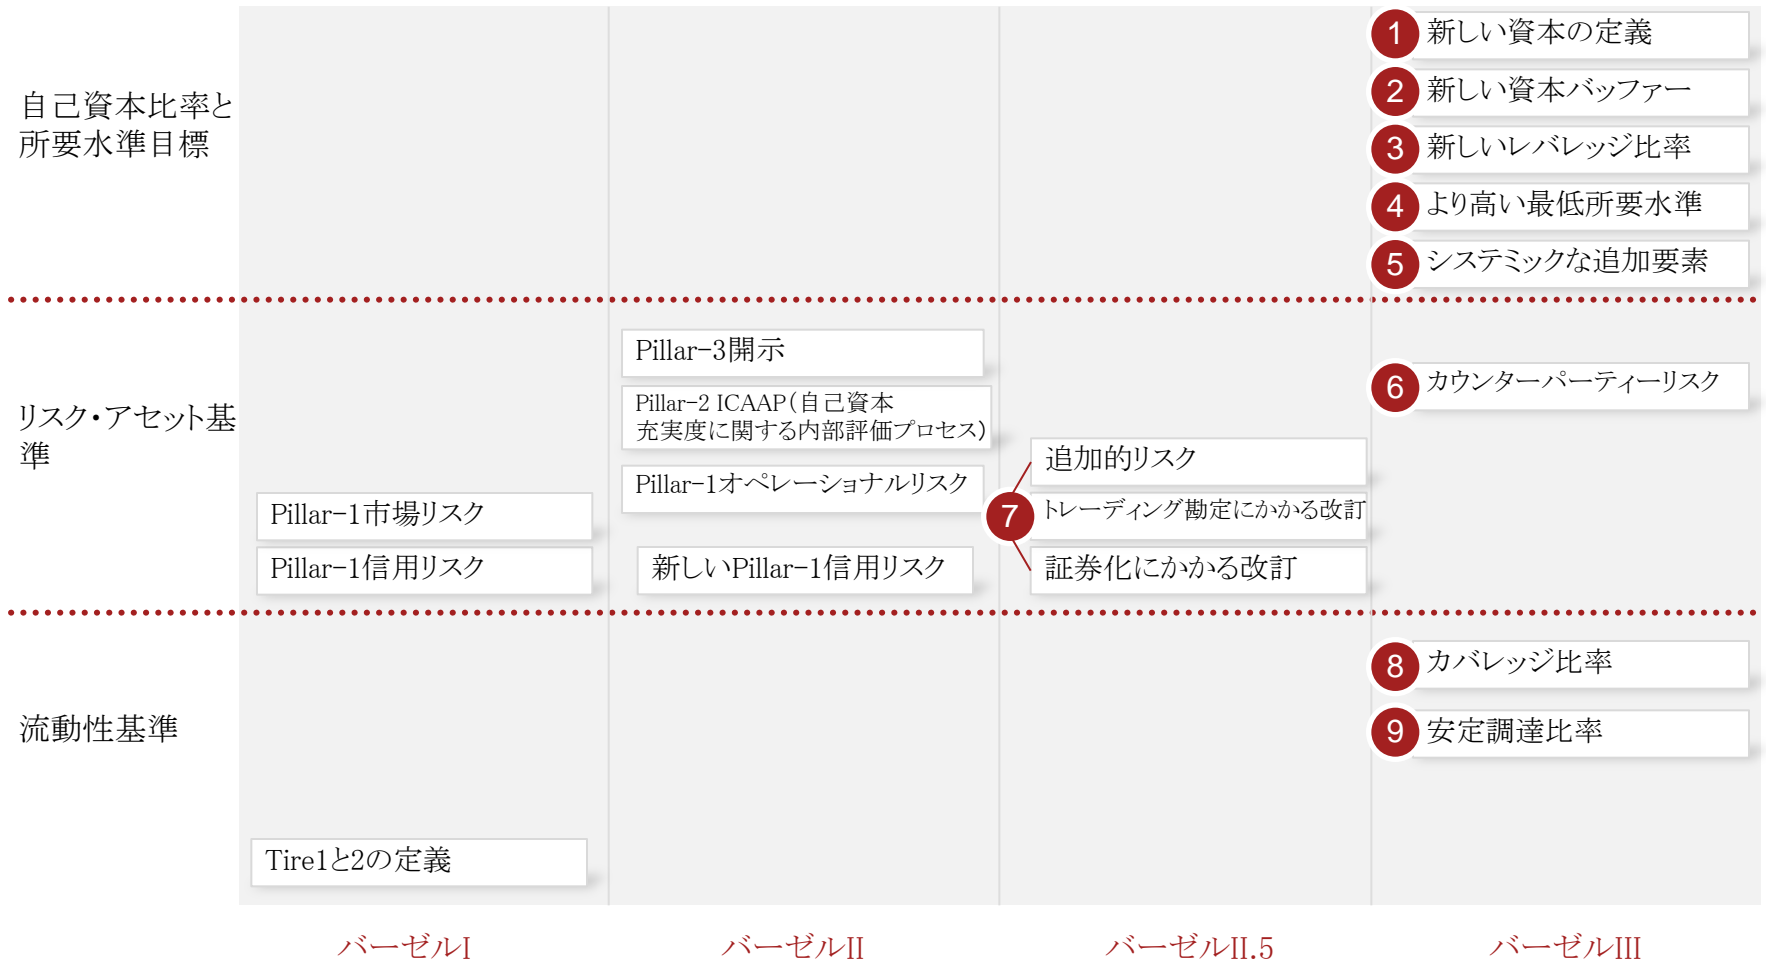 自己資本比率と
所要水準目標
1 新しい資本の定義
2 新しい資本バッファー
3 新しいレバレッジ比率
4 より高い最低所要水準
5 システミックな追加要素
リスク・アセット基
準
Pillar-1市場リスク
Pillar-1信用リスク
Pillar-3開示
Pillar-2 ICAAP(自己資本
充実度に関する内部評価プロセス)
Pillar-1オペレーショナルリスク
新しいPillar-1信用リスク
7
追加的リスク
トレーディング勘定にかかる改訂
証券化にかかる改訂
6 カウンターパーティーリスク
流動性基準
8 カバレッジ比率
9 安定調達比率
Tire1と2の定義
バーゼルI
バーゼルII
バーゼルII.5
バーゼルIII